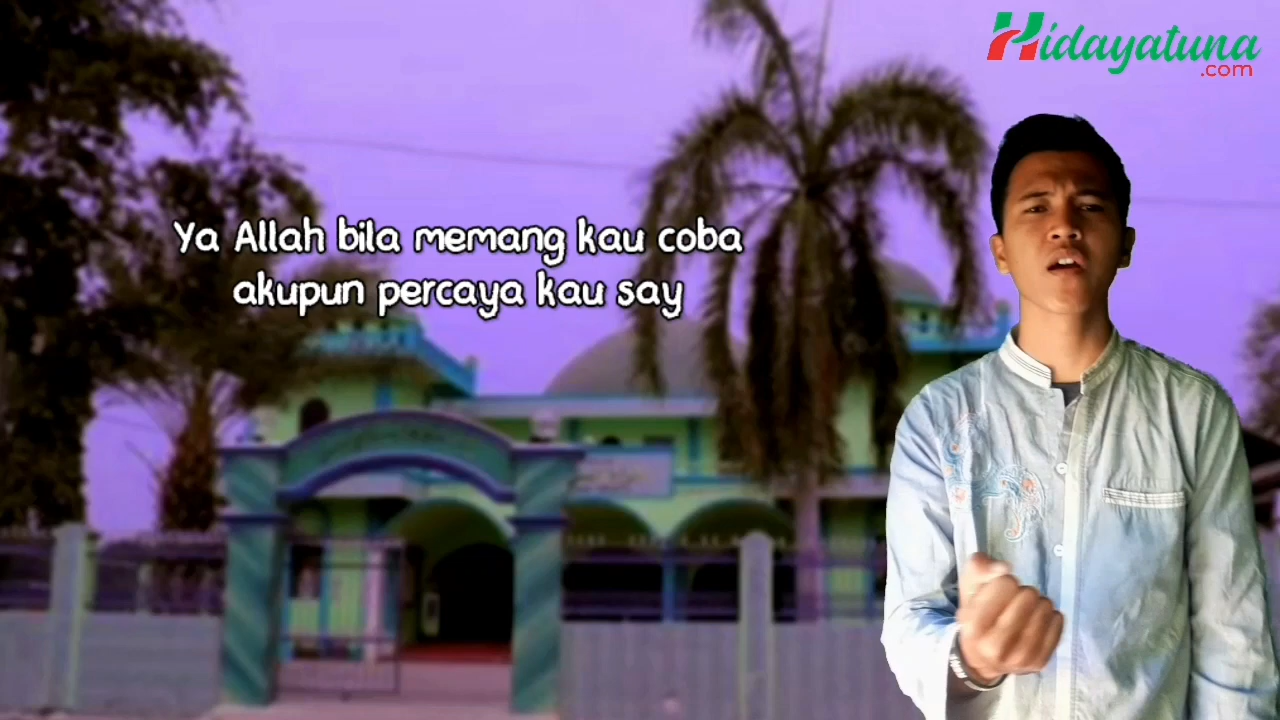 Hidayatuna
.com
Ya Allah bila memang kau coba
akupun percaya kau say